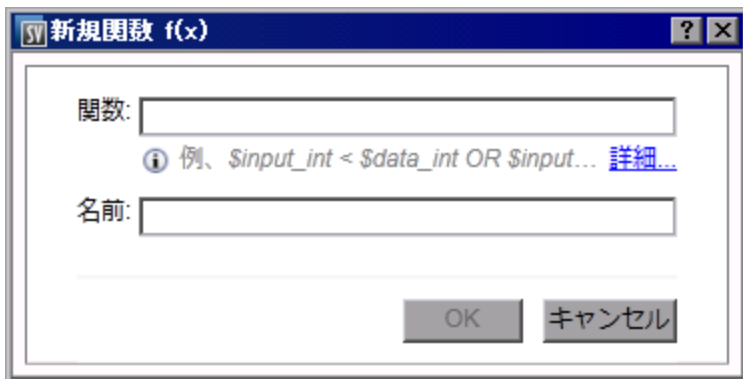 SV 新規関数 f(x) ? ×
関数:
i 例、$input_int < $data_int OR $input... 詳細...
名前:
OK キャンセル